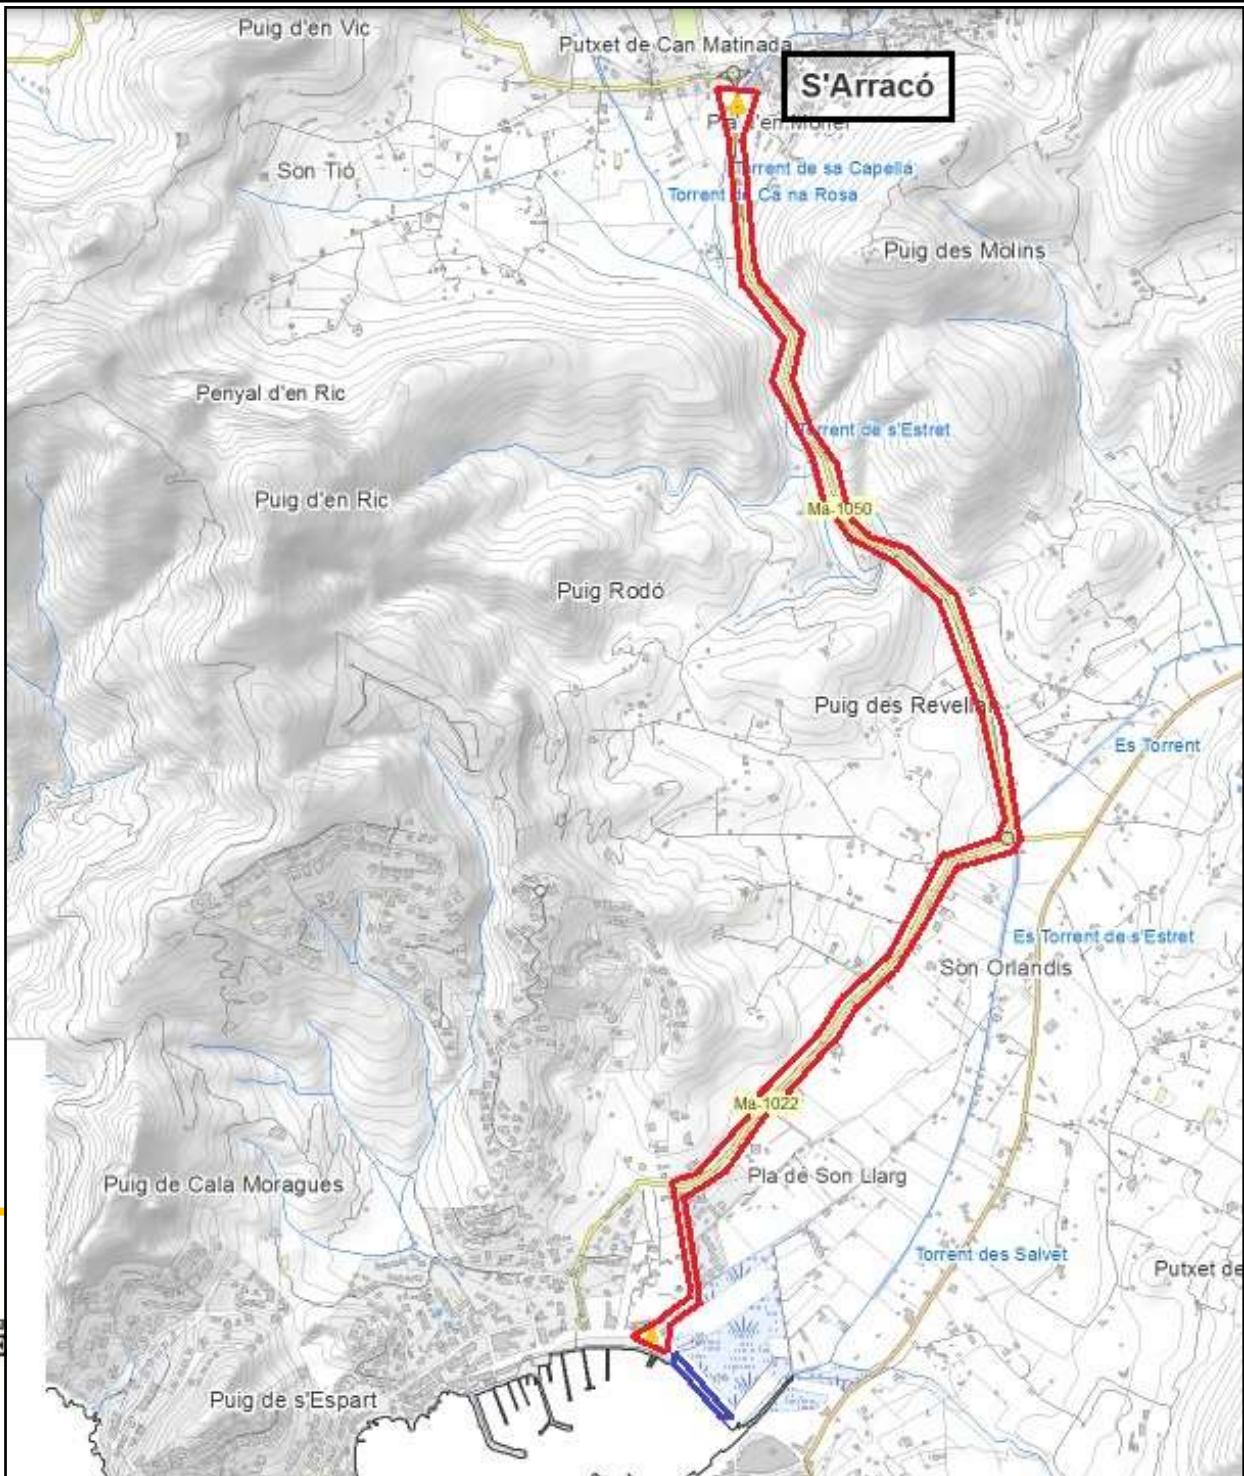 Puig d'en Vic
Putxet de Can Matinada
S'Arracó
Torrent de sa Capella
Son Tió
Torrent de Ca na Rosa
Puig des Molins
Penyal d'en Ric
Torrent de s'Estret
Puig d'en Ric
Ma-1050
Puig Rodó
Puig des Revellar
Es Torrent
Es Torrent de s'Estret
Son Orlandis
Ma-1022
Pla de Son Llarg
Puig de Cala Moragues
Torrent des Salvet
Putxet de
Puig de s'Espart